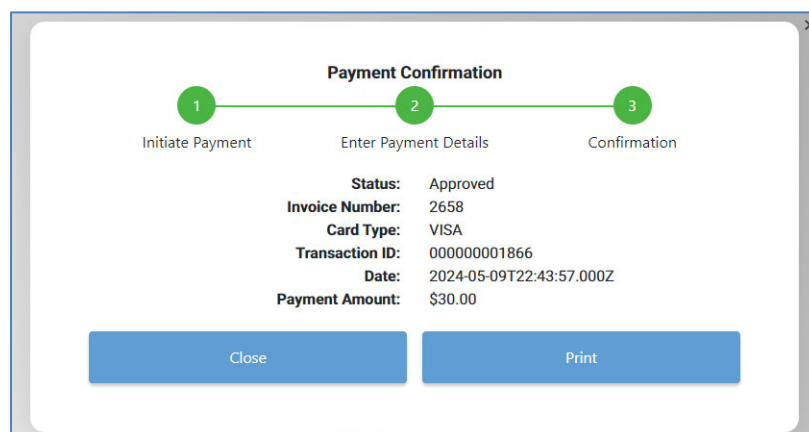 Payment Confirmation
1 2 3
Initiate Payment Enter Payment Details Confirmation
Status: Approved
Invoice Number: 2658
Card Type: VISA
Transaction ID: 000000001866
Date: 2024-05-09T22:43:57.000Z
Payment Amount: $30.00
Close Print